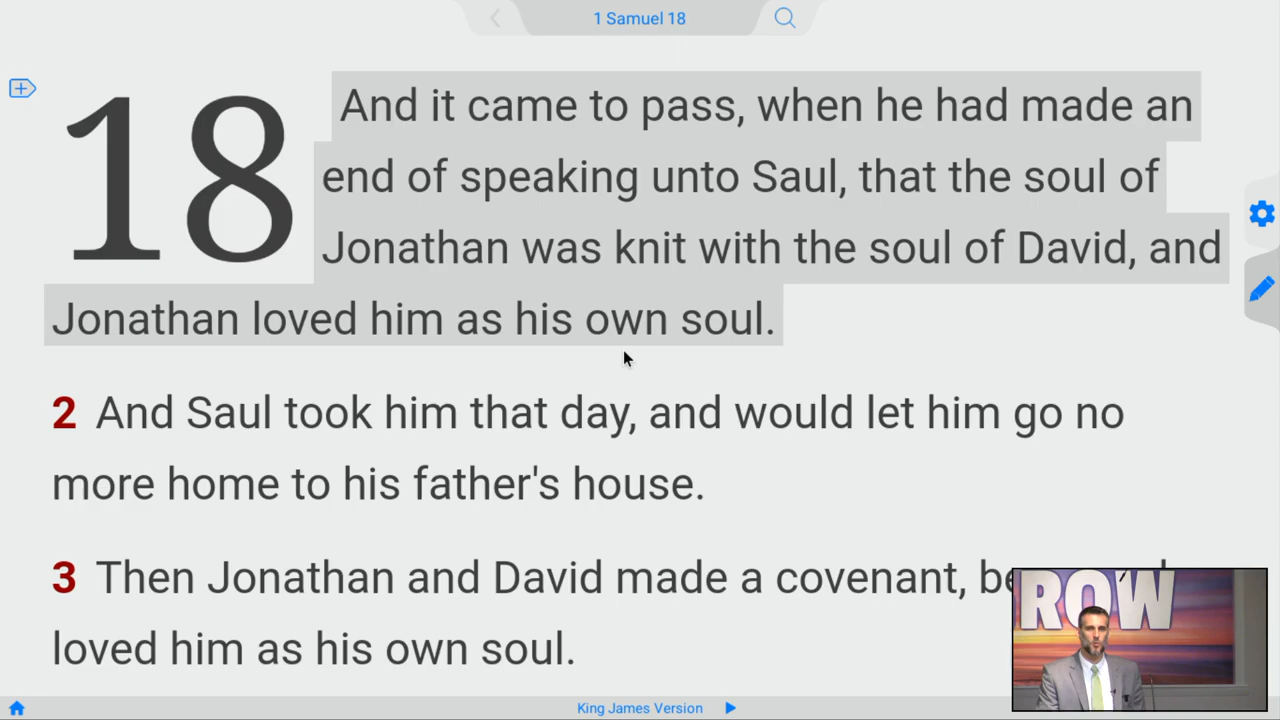 1 Samuel 18
18 And it came to pass, when he had made an
end of speaking unto Saul, that the soul of
Jonathan was knit with the soul of David, and
Jonathan loved him as his own soul.
2 And Saul took him that day, and would let him go no
more home to his father's house.
3 Then Jonathan and David made a covenant,
loved him as his own soul.
ROW
King James Version